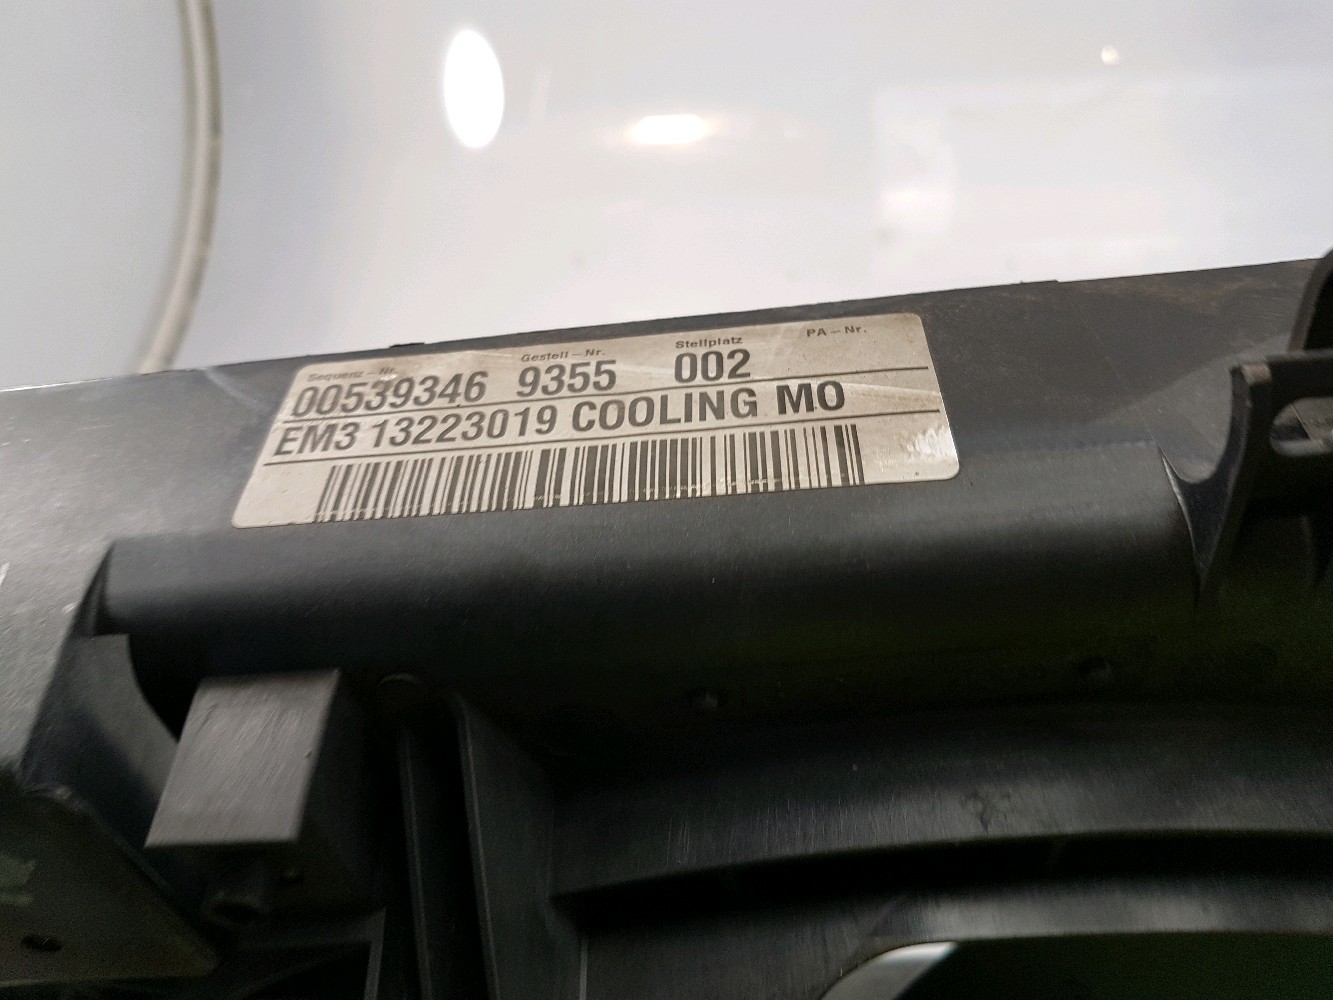 Sequenz-Nr. Gestell-Nr. Stellplatz PA-Nr.
00539346 9355 002
EM3 13223019 COOLING MO